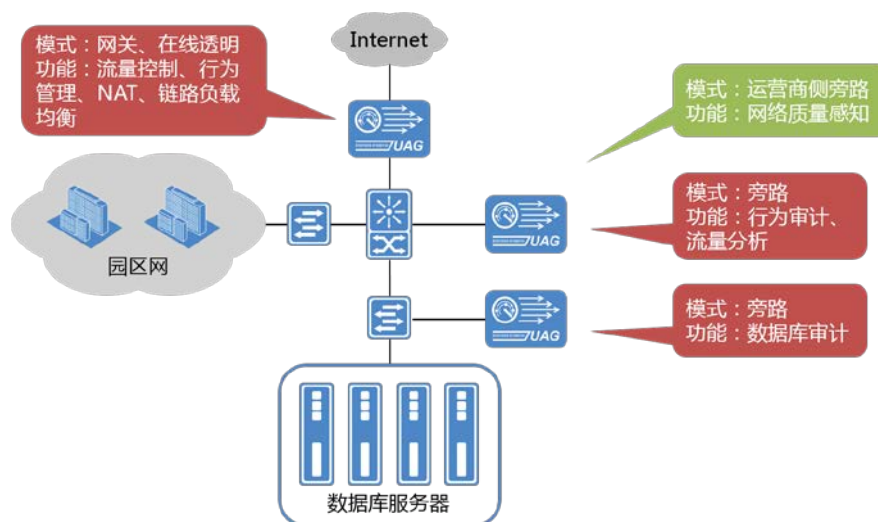 模式：网关、在线透明
功能：流量控制、行为
管理、NAT、链路负载
均衡
Internet
UAG
模式：运营商侧旁路
功能：网络质量感知
UAG
模式：旁路
功能：行为审计、
流量分析
园区网
UAG
模式：旁路
功能：数据库审计
数据库服务器